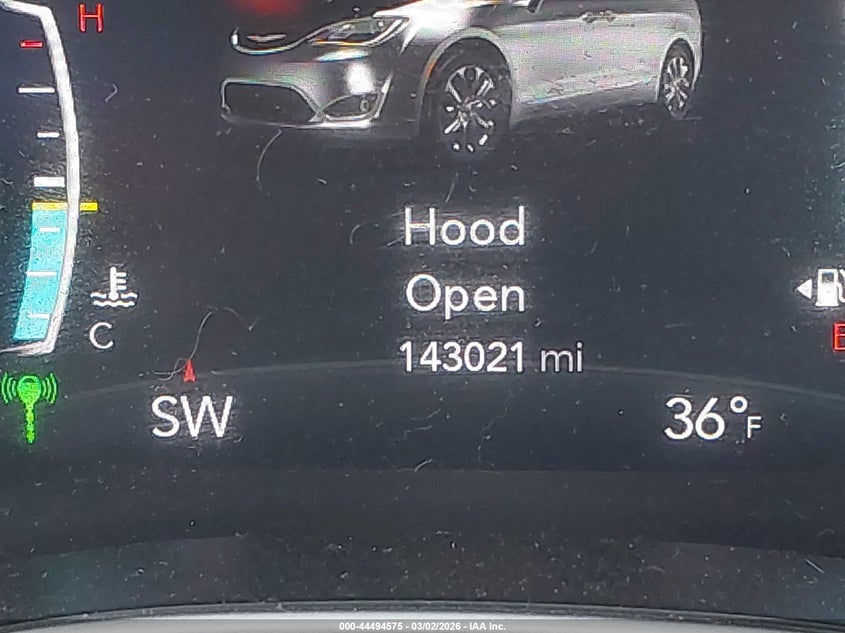 H
Hood
Open
143021 mi
C
E
SW
36°F
000-44494575 - 03/02/2026 - IAA Inc.